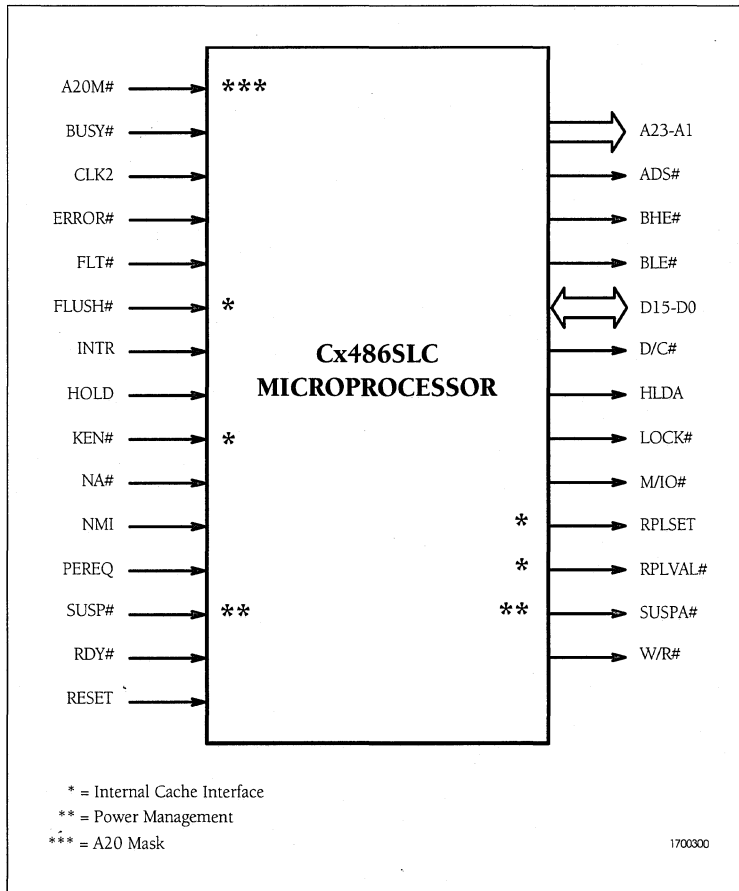 A20M#
BUSY#
CLK2
ERROR#
FLT#
FLUSH#
INTR
HOLD
KEN#
NA#
NMI
PEREQ
SUSP#
RDY#
RESET
***
*
*
**
Cx486SLC
MICROPROCESSOR
*
*
**
A23-A1
ADS#
BHE#
BLE#
D15-D0
D/C#
HLDA
LOCK#
M/IO#
RPLSET
RPLVAL#
SUSPA#
W/R#
* = Internal Cache Interface
** = Power Management
*** = A20 Mask
1700300